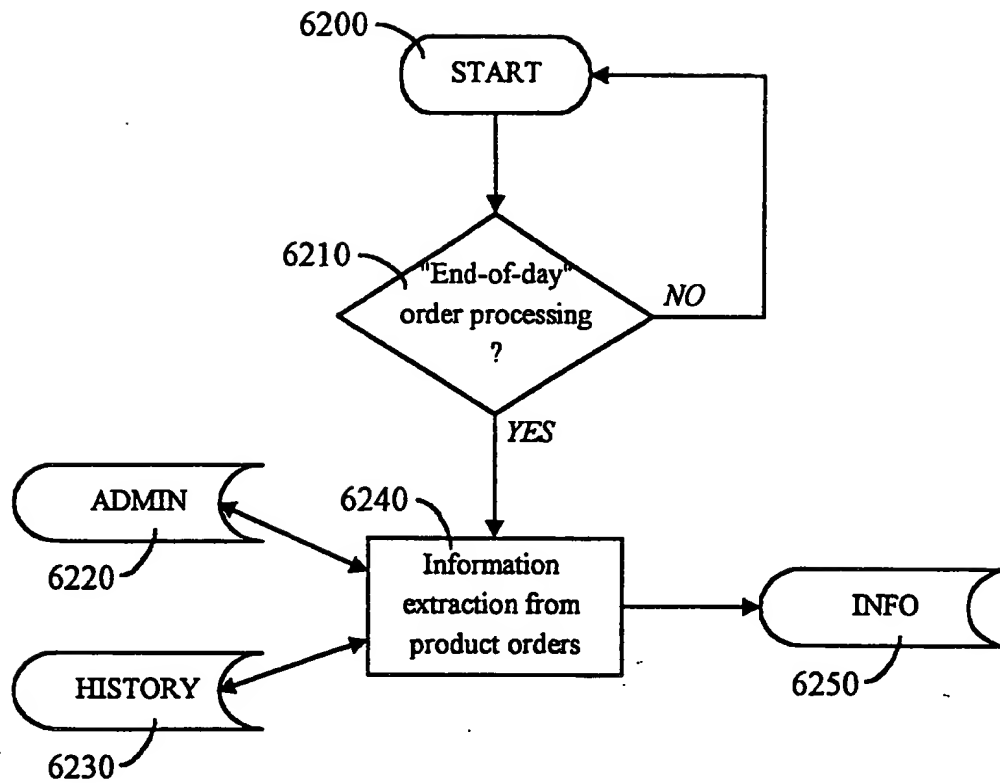 6200
START
6210
"End-of-day"
order processing
?
NO
YES
ADMIN
6220
6240
Information
extraction from
product orders
INFO
6250
HISTORY
6230